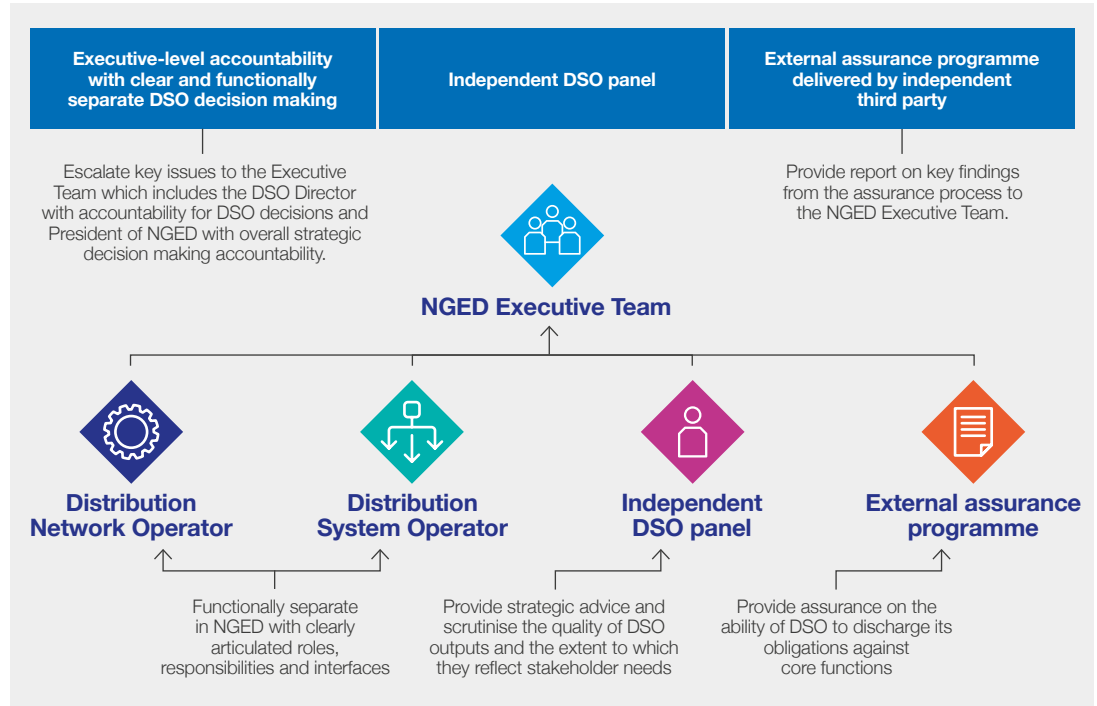 Executive-level accountability
with clear and functionally
separate DSO decision making
Independent DSO panel
External assurance programme
delivered by independent
third party
Escalate key issues to the Executive
Team which includes the DSO Director
with accountability for DSO decisions and
President of NGED with overall strategic
decision making accountability.
Provide report on key findings
from the assurance process to
the NGED Executive Team.
NGED Executive Team
Distribution
Network Operator
Distribution
System Operator
Independent
DSO panel
External assurance
programme
Functionally separate
in NGED with clearly
articulated roles,
responsibilities and interfaces
Provide strategic advice and
scrutinise the quality of DSO
outputs and the extent to which
they reflect stakeholder needs
Provide assurance on the
ability of DSO to discharge its
obligations against
core functions